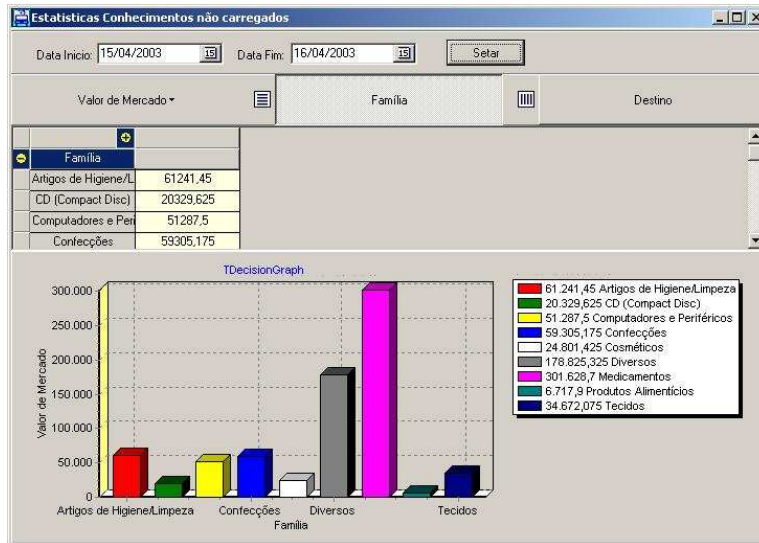 Estatisticas Conhecimentos não carregados
Data Inicio: 15/04/2003 15 Data Fim: 16/04/2003 15 Setar
Valor de Mercado Família Destino
Família
Artigos de Higiene/L 61241,45
CD (Compact Disc) 20329,625
Computadores e Peri 51287,5
Confecções 59305,175
TDecisionGraph
300.000
250.000
200.000
150.000
100.000
50.000
0
Valor de Mercado
Artigos de Higiene/Limpeza Confecções Diversos Tecidos
Família
61.241,45 Artigos de Higiene/Limpeza
20.329,625 CD (Compact Disc)
51.287,5 Computadores e Periféricos
59.305,175 Confecções
24.801,425 Cosméticos
178.825,325 Diversos
301.628,7 Medicamentos
6.717,9 Produtos Alimentícios
34.672,075 Tecidos